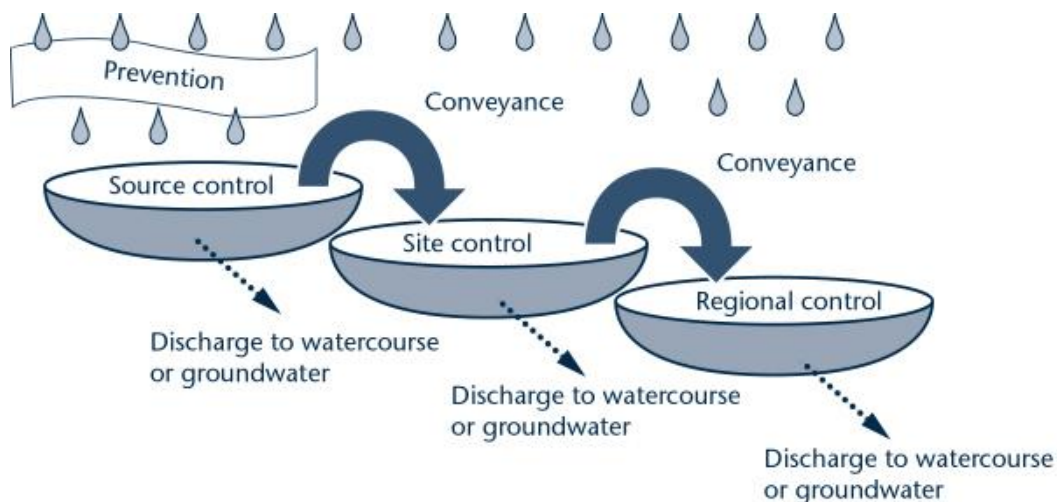 Prevention
Conveyance
Conveyance
Source control
Site control
Regional control
Discharge to watercourse
or groundwater
Discharge to watercourse
or groundwater
Discharge to watercourse
or groundwater